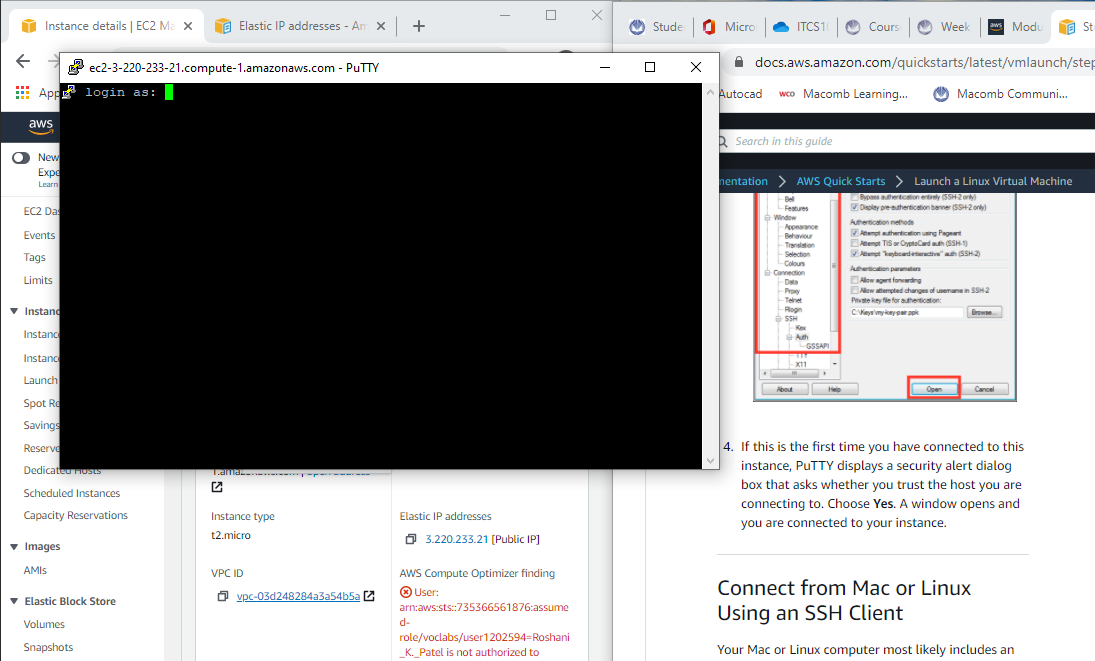 Instance details | EC2 Ma
Elastic IP addresses - Am
Stude
Micro
ITCS10
Cours
Week
aws
Modu
St
docs.aws.amazon.com/quickstarts/latest/vmlaunch/step
App
Autocad
wco
Macomb Learning...
Macomb Communi...
ec2-3-220-233-21.compute-1.amazonaws.com - PuTTY
login as:
aws
New
Expe
Learn
EC2 Das
Events
Tags
Limits
Instanc
Instanc
Instanc
Launch
Spot Re
Savings
Reserve
Dedicated Hosts
Scheduled Instances
Capacity Reservations
Images
AMIs
Elastic Block Store
Volumes
Snapshots
1.amazonaws.com | open address
Instance type
t2.micro
VPC ID
vpc-03d248284a3a54b5a
Elastic IP addresses
3.220.233.21 [Public IP]
AWS Compute Optimizer finding
User:
arn:aws:sts::735366561876:assume
d-
role/voclabs/user1202594=Roshani
_K._Patel is not authorized to
Search in this guide
mentation
AWS Quick Starts
Launch a Linux Virtual Machine
Bell
Features
Window
Appearance
Behaviour
Translation
Selection
Colours
Connection
Data
Proxy
Telnet
Rlogin
SSH
Kex
Auth
GSSAPI
TTY
X11
Bypass authentication entirely (SSH-2 only)
Display pre-authentication banner (SSH-2 only)
Authentication methods
Attempt authentication using Pageant
Attempt TIS or CryptoCard auth (SSH-1)
Attempt "keyboard-interactive" auth (SSH-2)
Authentication parameters
Allow agent forwarding
Allow attempted changes of username in SSH-2
Private key file for authentication:
C:\Keys\my-key-pair.ppk
Browse...
About
Help
Open
Cancel
4. If this is the first time you have connected to this
instance, PuTTY displays a security alert dialog
box that asks whether you trust the host you are
connecting to. Choose Yes. A window opens and
you are connected to your instance.
Connect from Mac or Linux
Using an SSH Client
Your Mac or Linux computer most likely includes an